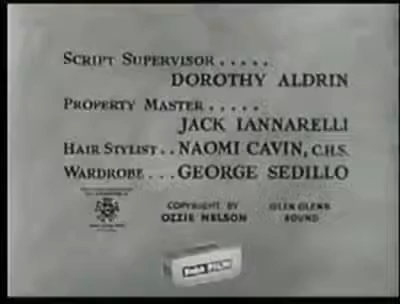 SCRIPT SUPERVISOR . . . . .
DOROTHY ALDRIN
PROPERTY MASTER . . . . .
JACK IANNARELLI
HAIR STYLIST . . NAOMI CAVIN, C.H.S.
WARDROBE . . . GEORGE SEDILLO
COPYRIGHT BY
OZZIE NELSON
GLEN GLENN
SOUND
FILM